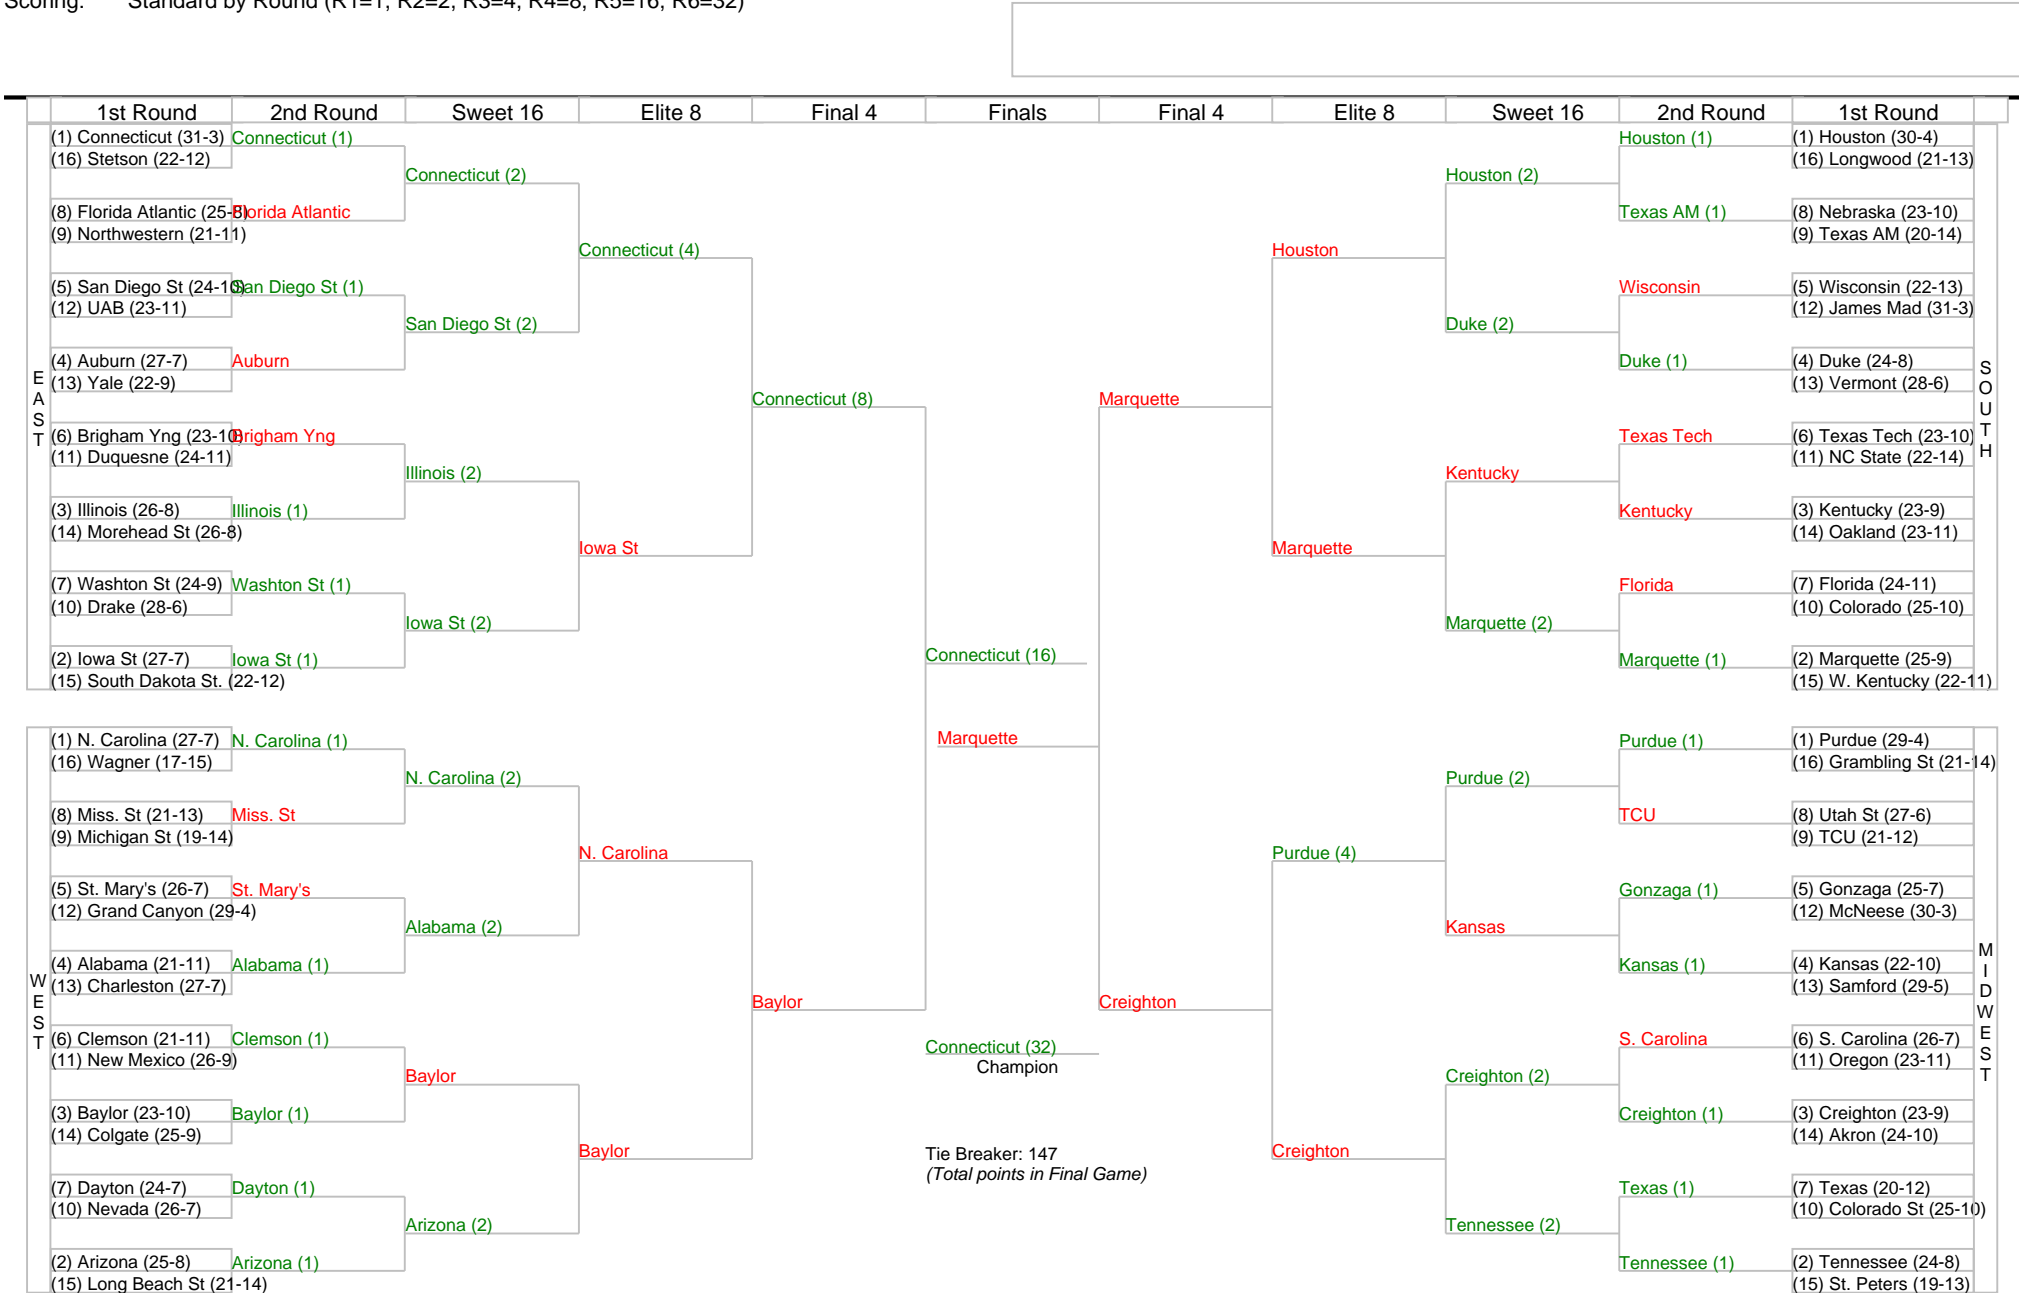 Scoring: Standard by Round (R1=1, R2=2, R3=4, R4=8, R5=16, R6=32)
1st Round 2nd Round Sweet 16 Elite 8 Final 4 Finals Final 4 Elite 8 Sweet 16 2nd Round 1st Round
EAST
(1) Connecticut (31-3)
(16) Stetson (22-12)
(8) Florida Atlantic (25-8)
(9) Northwestern (21-11)
(5) San Diego St (24-10)
(12) UAB (23-11)
(4) Auburn (27-7)
(13) Yale (22-9)
(6) Brigham Yng (23-10)
(11) Duquesne (24-11)
(3) Illinois (26-8)
(14) Morehead St (26-8)
(7) Washton St (24-9)
(10) Drake (28-6)
(2) Iowa St (27-7)
(15) South Dakota St. (22-12)
Connecticut (1)
Florida Atlantic
San Diego St (1)
Auburn
Brigham Yng
Illinois (1)
Washton St (1)
Iowa St (1)
Connecticut (2)
San Diego St (2)
Illinois (2)
Iowa St (2)
Connecticut (4)
Iowa St
Connecticut (8)
WEST
(1) N. Carolina (27-7)
(16) Wagner (17-15)
(8) Miss. St (21-13)
(9) Michigan St (19-14)
(5) St. Mary's (26-7)
(12) Grand Canyon (29-4)
(4) Alabama (21-11)
(13) Charleston (27-7)
(6) Clemson (21-11)
(11) New Mexico (26-9)
(3) Baylor (23-10)
(14) Colgate (25-9)
(7) Dayton (24-7)
(10) Nevada (26-7)
(2) Arizona (25-8)
(15) Long Beach St (21-14)
N. Carolina (1)
Miss. St
St. Mary's
Alabama (1)
Clemson (1)
Baylor (1)
Dayton (1)
Arizona (1)
N. Carolina (2)
Alabama (2)
Baylor
Arizona (2)
N. Carolina
Baylor
Baylor
Connecticut (16)
Marquette
Connecticut (32)
Champion
Tie Breaker: 147
(Total points in Final Game)
Marquette
Houston
Marquette
Houston (2)
Duke (2)
Kentucky
Marquette (2)
Houston (1)
Texas AM (1)
Wisconsin
Duke (1)
Texas Tech
Kentucky
Florida
Marquette (1)
(1) Houston (30-4)
(16) Longwood (21-13)
(8) Nebraska (23-10)
(9) Texas AM (20-14)
(5) Wisconsin (22-13)
(12) James Mad (31-3)
(4) Duke (24-8)
(13) Vermont (28-6)
(6) Texas Tech (23-10)
(11) NC State (22-14)
(3) Kentucky (23-9)
(14) Oakland (23-11)
(7) Florida (24-11)
(10) Colorado (25-10)
(2) Marquette (25-9)
(15) W. Kentucky (22-11)
SOUTH
Creighton
Purdue (4)
Creighton
Purdue (2)
Kansas
Creighton (2)
Tennessee (2)
Purdue (1)
TCU
Gonzaga (1)
Kansas (1)
S. Carolina
Creighton (1)
Texas (1)
Tennessee (1)
(1) Purdue (29-4)
(16) Grambling St (21-14)
(8) Utah St (27-6)
(9) TCU (21-12)
(5) Gonzaga (25-7)
(12) McNeese (30-3)
(4) Kansas (22-10)
(13) Samford (29-5)
(6) S. Carolina (26-7)
(11) Oregon (23-11)
(3) Creighton (23-9)
(14) Akron (24-10)
(7) Texas (20-12)
(10) Colorado St (25-10)
(2) Tennessee (24-8)
(15) St. Peters (19-13)
MIDWEST